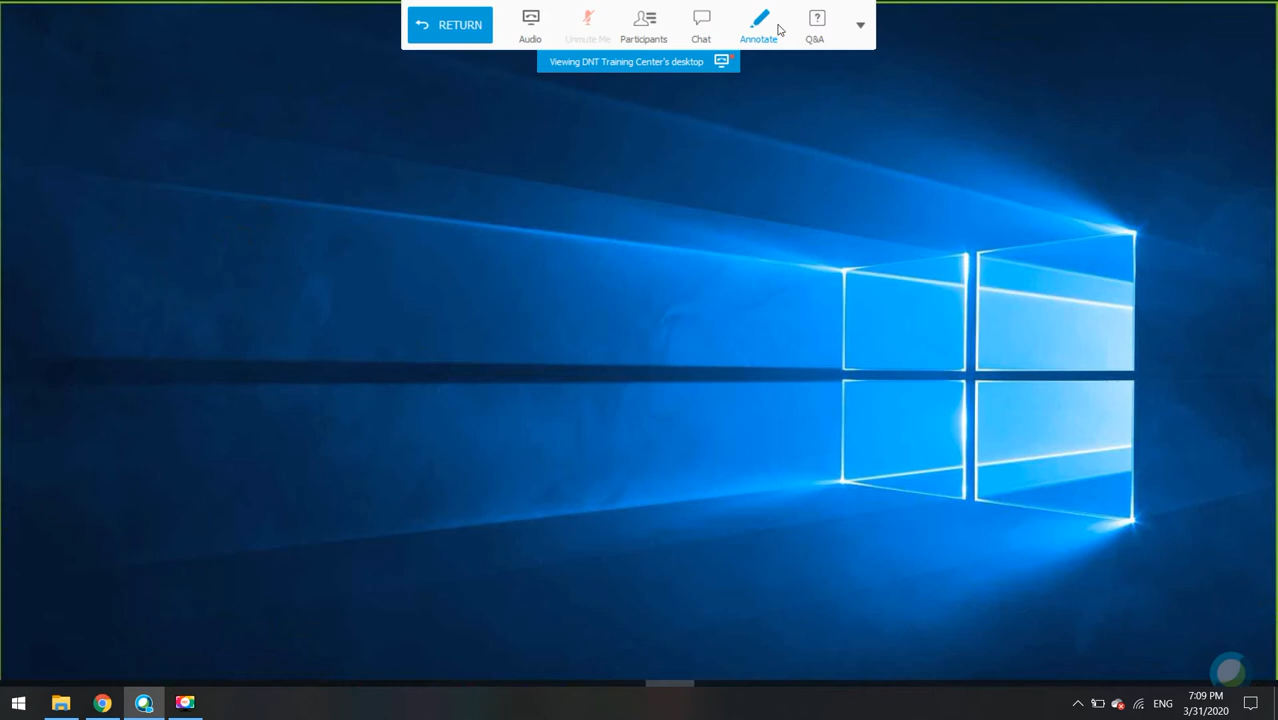 RETURN
Audio
Unmute Me
Participants
Chat
Annotate
?
Q&A
Viewing DNT Training Center's desktop
ENG
7:09 PM
3/31/2020